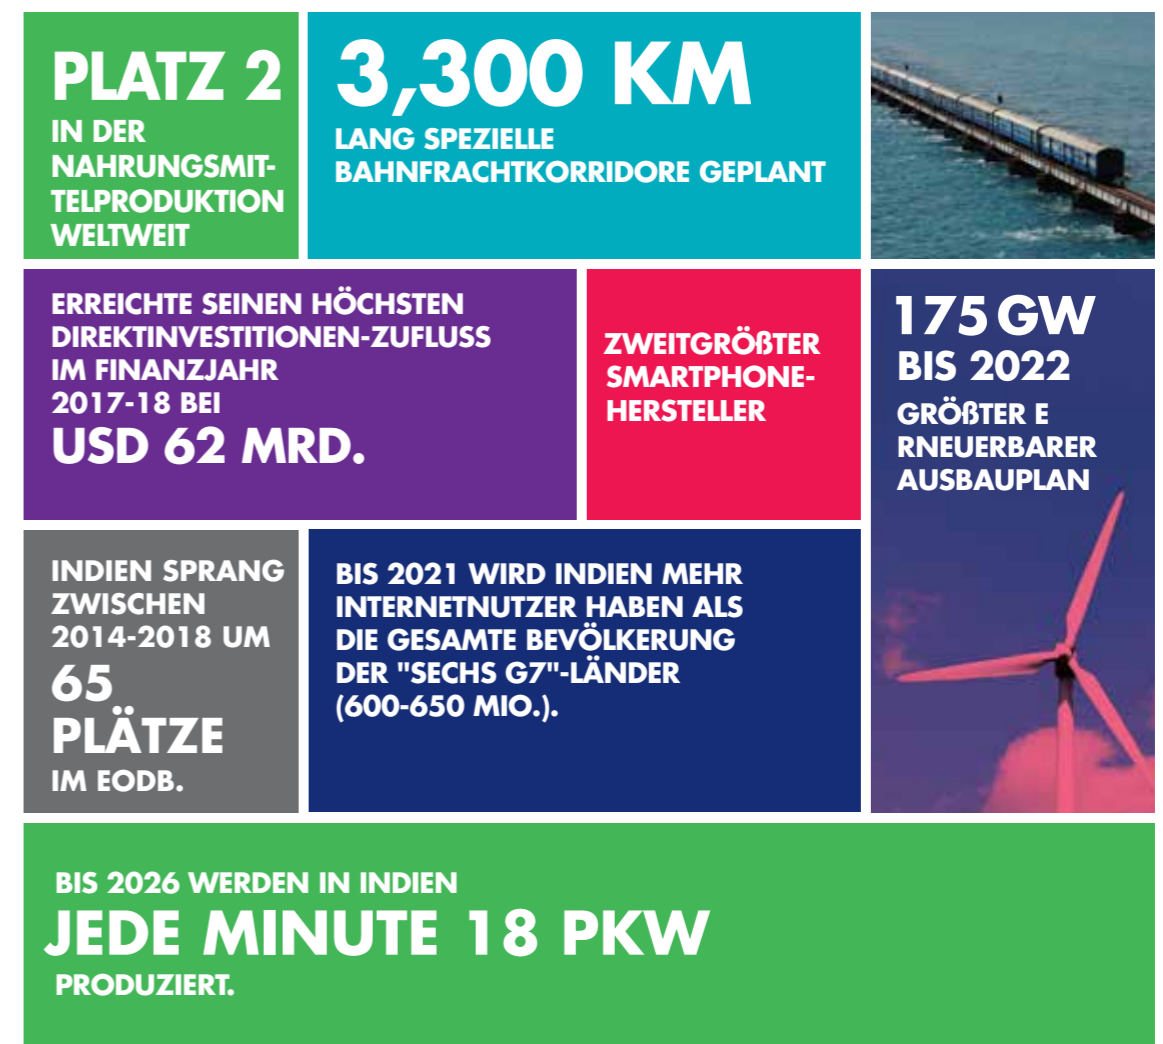 PLATZ 2
IN DER
NAHRUNGSMIT-
TELPRODUKTION
WELTWEIT
3,300 KM
LANG SPEZIELLE
BAHNFRACHTKORRIDORE GEPLANT
ERREICHTE SEINEN HÖCHSTEN
DIREKTINVESTITIONEN-ZUFLUSS
IM FINANZJAHR
2017-18 BEI
USD 62 MRD.
ZWEITGRÖßTER
SMARTPHONE-
HERSTELLER
175 GW
BIS 2022
GRÖßTER E
RNEUERBARER
AUSBAUPLAN
INDIEN SPRANG
ZWISCHEN
2014-2018 UM
65
PLÄTZE
IM EODB.
BIS 2021 WIRD INDIEN MEHR
INTERNETNUTZER HABEN ALS
DIE GESAMTE BEVÖLKERUNG
DER "SECHS G7"-LÄNDER
(600-650 MIO.).
BIS 2026 WERDEN IN INDIEN
JEDE MINUTE 18 PKW
PRODUZIERT.